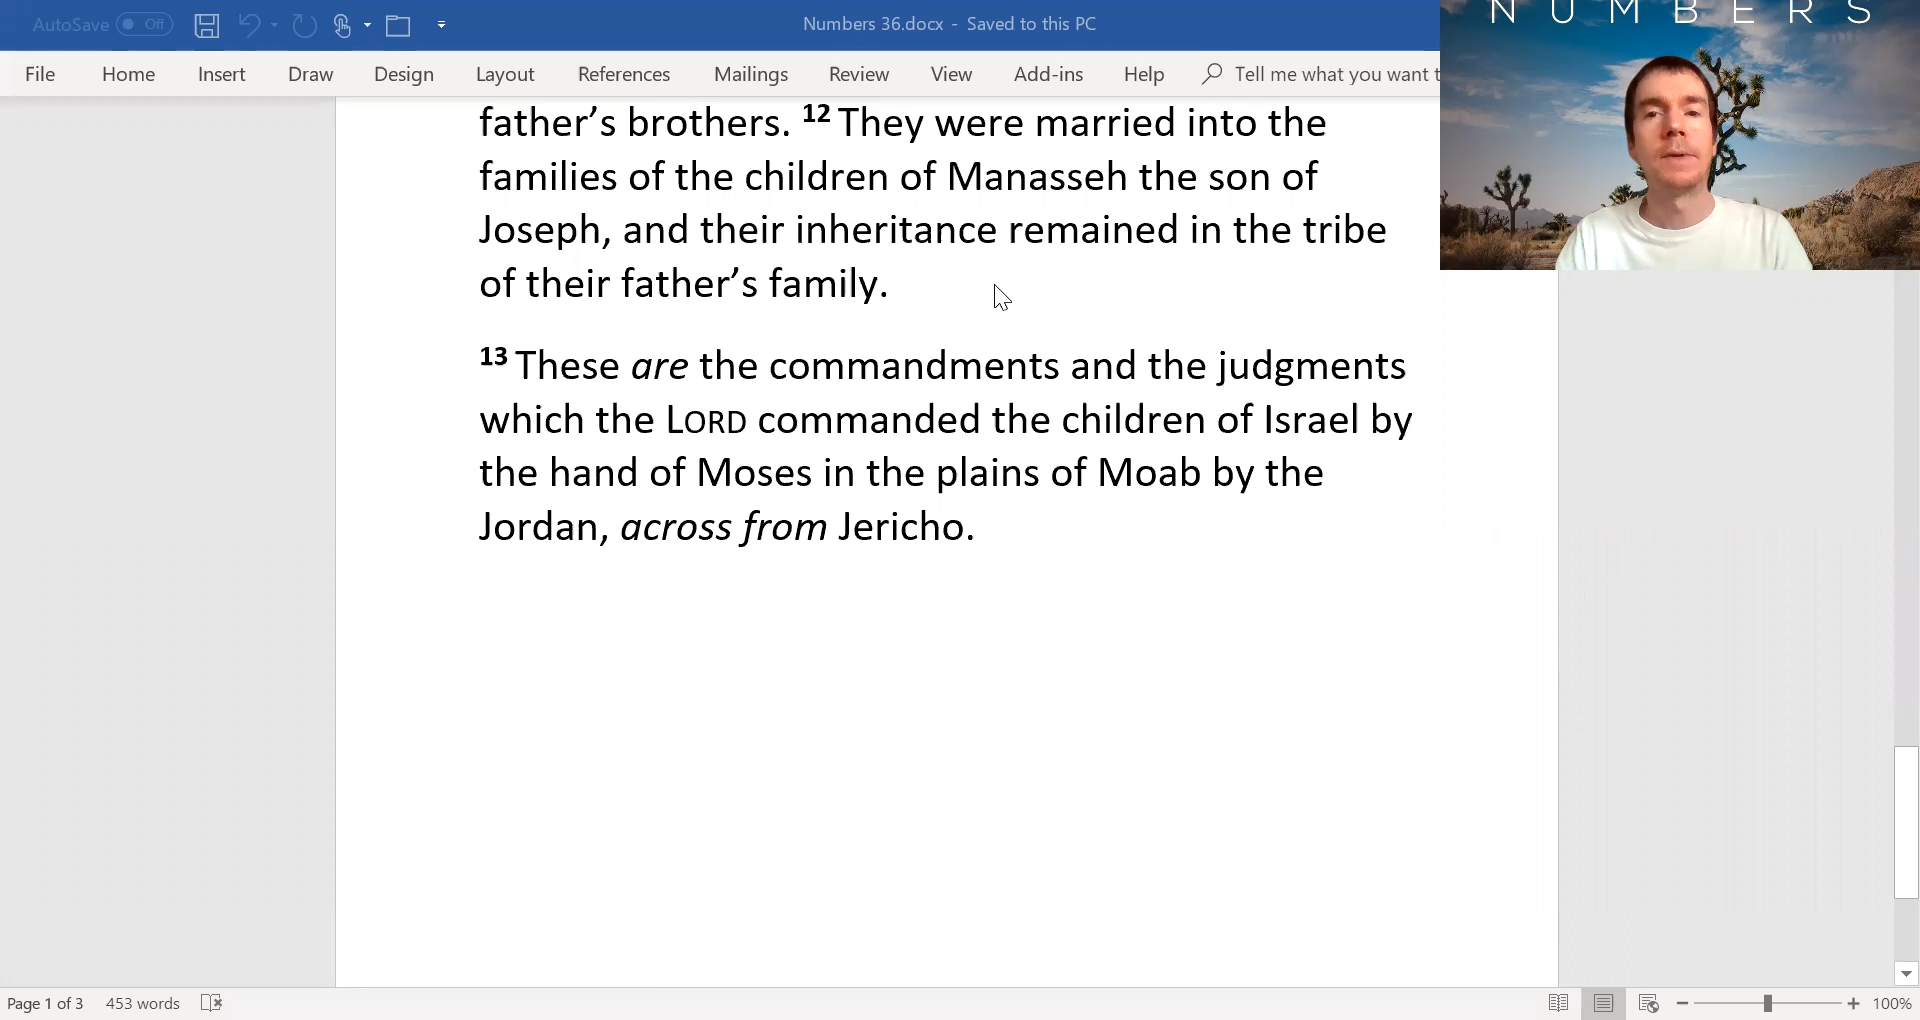 AutoSave Off
Numbers 36.docx - Saved to this PC
NUMBERS
File Home Insert Draw Design Layout References Mailings Review View Add-ins Help Tell me what you want t
father’s brothers. 12 They were married into the
families of the children of Manasseh the son of
Joseph, and their inheritance remained in the tribe
of their father’s family.
13 These are the commandments and the judgments
which the LORD commanded the children of Israel by
the hand of Moses in the plains of Moab by the
Jordan, across from Jericho.
Page 1 of 3 453 words 100%